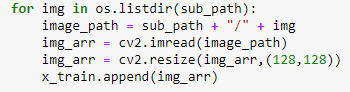 for img in os.listdir(sub_path):
    image_path = sub_path + "/" + img
    img_arr = cv2.imread(image_path)
    img_arr = cv2.resize(img_arr,(128,128))
    x_train.append(img_arr)